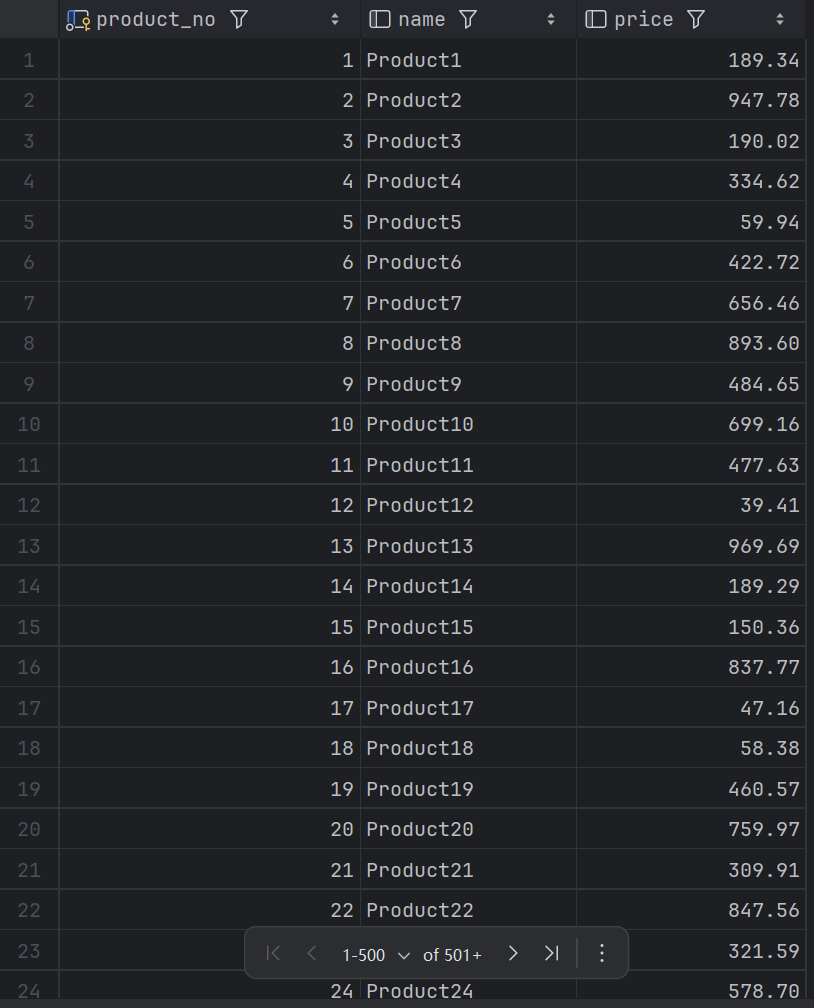 product_no name price
1 1 Product1 189.34
2 2 Product2 947.78
3 3 Product3 190.02
4 4 Product4 334.62
5 5 Product5 59.94
6 6 Product6 422.72
7 7 Product7 656.46
8 8 Product8 893.60
9 9 Product9 484.65
10 10 Product10 699.16
11 11 Product11 477.63
12 12 Product12 39.41
13 13 Product13 969.69
14 14 Product14 189.29
15 15 Product15 150.36
16 16 Product16 837.77
17 17 Product17 47.16
18 18 Product18 58.38
19 19 Product19 460.57
20 20 Product20 759.97
21 21 Product21 309.91
22 22 Product22 847.56
23 321.59
1-500 of 501+
24 24 Product24 578.70